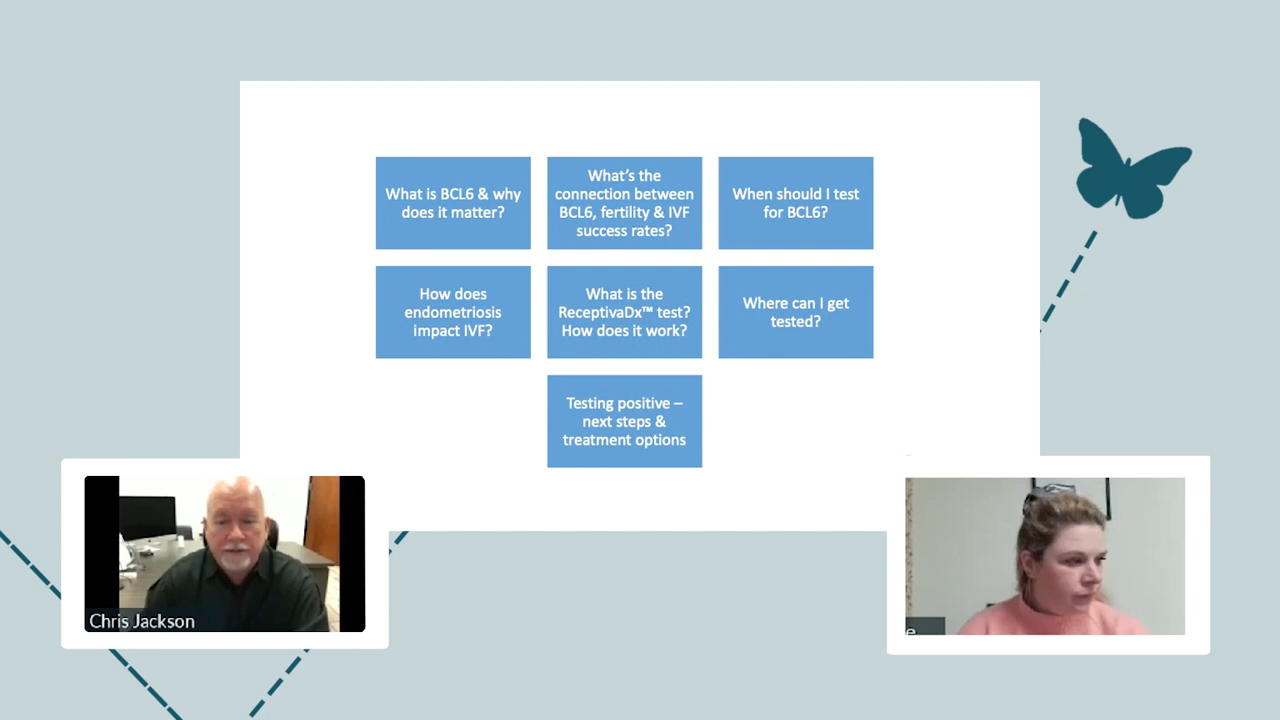 What is BCL6 & why
does it matter?
What's the
connection between
BCL6, fertility & IVF
success rates?
When should I test
for BCL6?
How does
endometriosis
impact IVF?
What is the
ReceptivaDx™ test?
How does it work?
Where can I get
tested?
Testing positive –
next steps &
treatment options
Chris Jackson
e